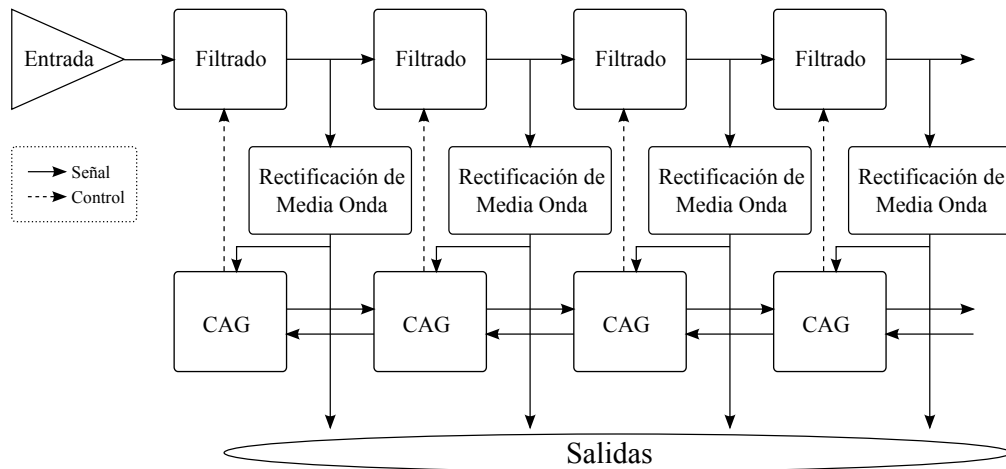 Entrada
Filtrado
Filtrado
Filtrado
Filtrado
Señal
Control
Rectificación de
Media Onda
Rectificación de
Media Onda
Rectificación de
Media Onda
Rectificación de
Media Onda
CAG
CAG
CAG
CAG
Salidas